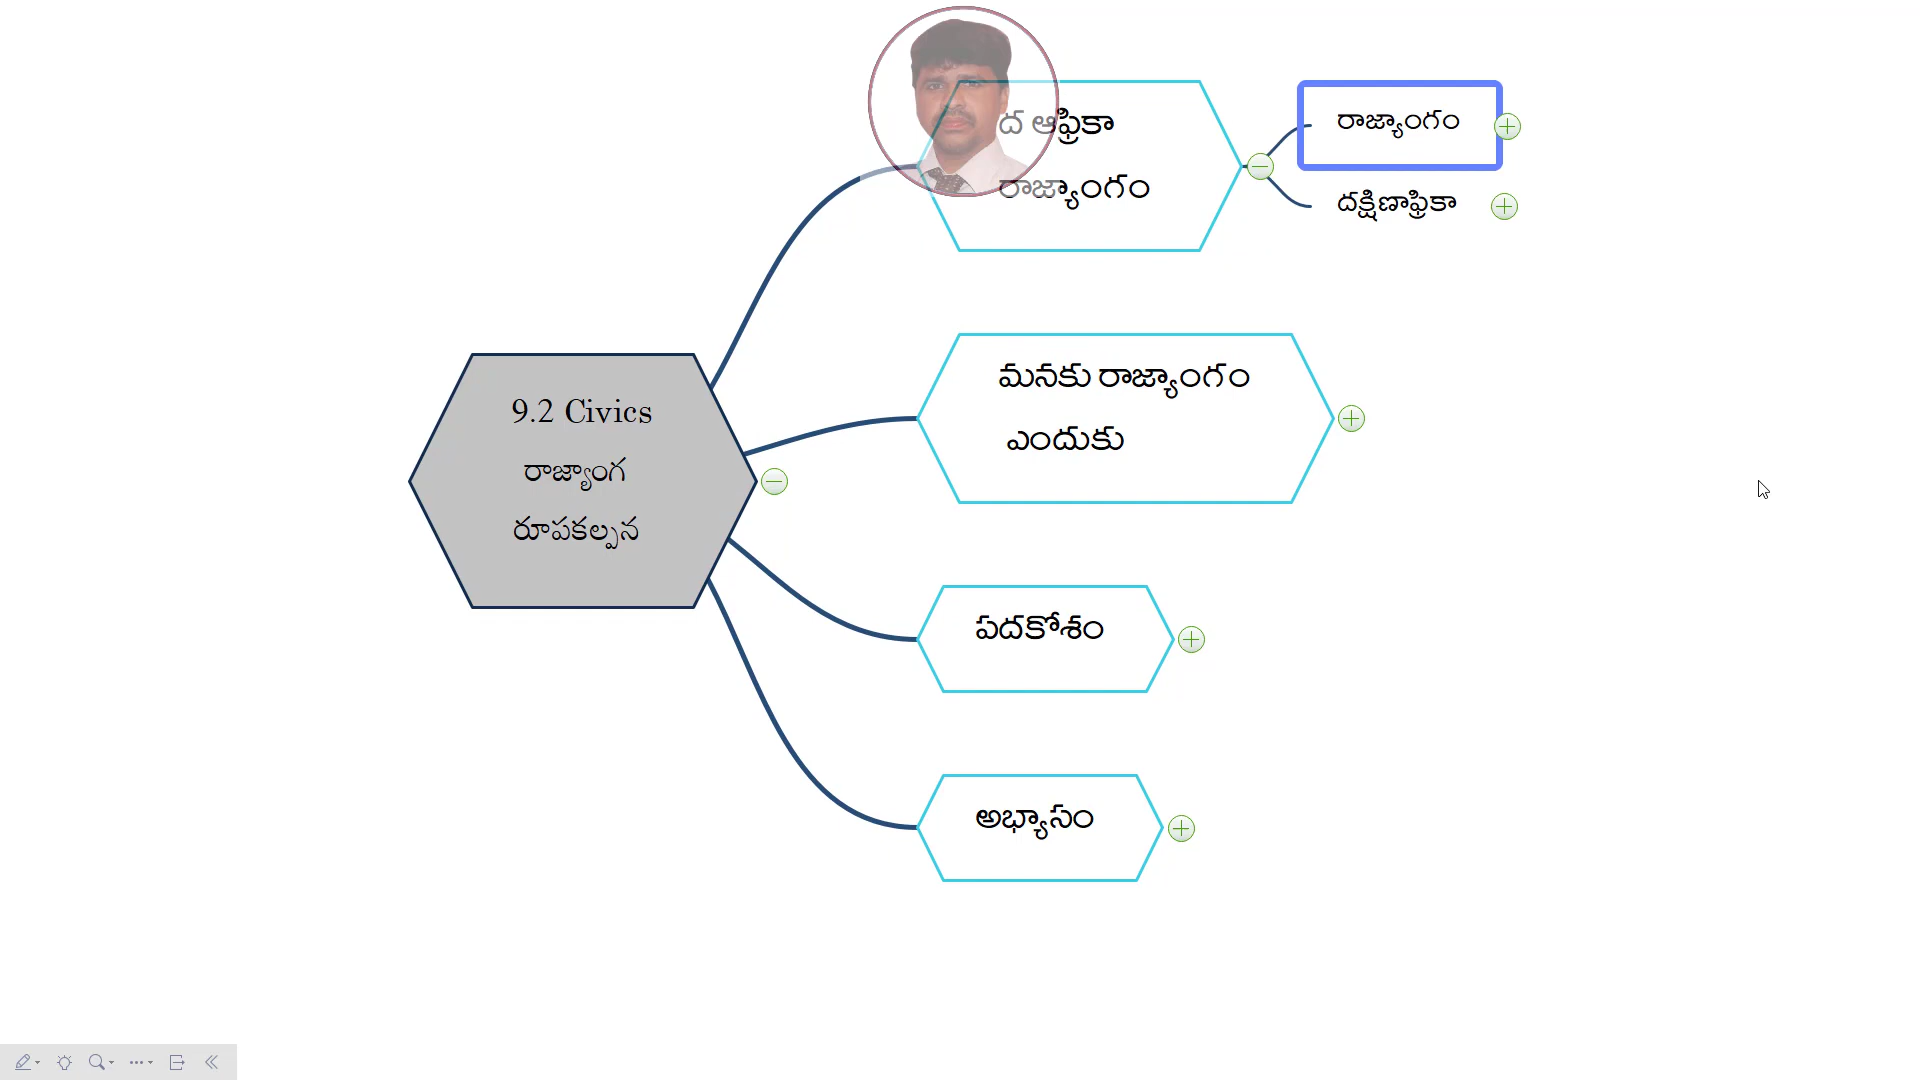 9.2 Civics
రాజ్యాంగ
రూపకల్పన
ద ఆఫ్రికా
రాజ్యాంగం
రాజ్యాంగం
దక్షిణాఫ్రికా
మనకు రాజ్యాంగం
ఎందుకు
పదకోశం
అభ్యాసం